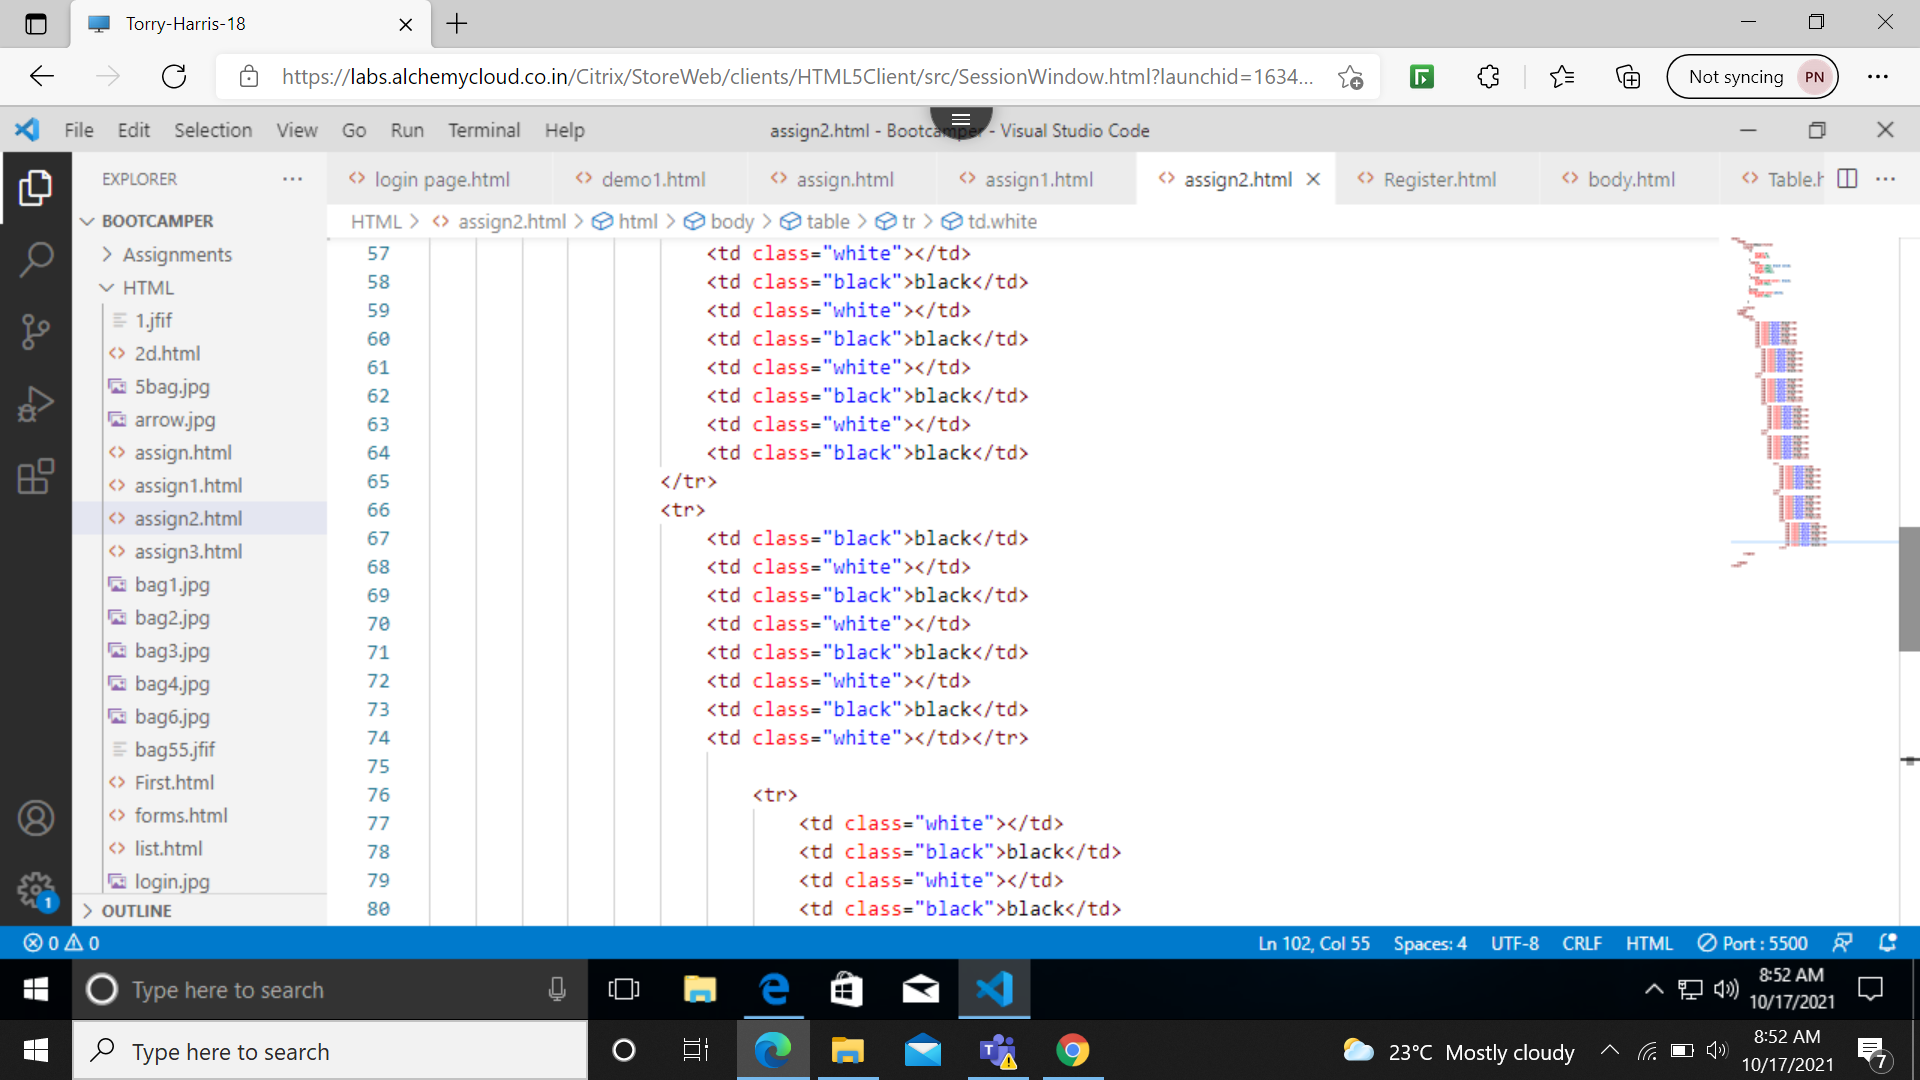 Torry-Harris-18
https://labs.alchemycloud.co.in/Citrix/StoreWeb/clients/HTML5Client/src/SessionWindow.html?launchid=1634...
Not syncing PN
File Edit Selection View Go Run Terminal Help
assign2.html - Bootcamper - Visual Studio Code
EXPLORER
login page.html demo1.html assign.html assign1.html assign2.html Register.html body.html Table.h
HTML > assign2.html > html > body > table > tr > td.white
BOOTCAMPER
Assignments
HTML
1.jfif
2d.html
5bag.jpg
arrow.jpg
assign.html
assign1.html
assign2.html
assign3.html
bag1.jpg
bag2.jpg
bag3.jpg
bag4.jpg
bag6.jpg
bag55.jfif
First.html
forms.html
list.html
login.jpg
OUTLINE
57 <td class="white"></td>
58 <td class="black">black</td>
59 <td class="white"></td>
60 <td class="black">black</td>
61 <td class="white"></td>
62 <td class="black">black</td>
63 <td class="white"></td>
64 <td class="black">black</td>
65 </tr>
66 <tr>
67 <td class="black">black</td>
68 <td class="white"></td>
69 <td class="black">black</td>
70 <td class="white"></td>
71 <td class="black">black</td>
72 <td class="white"></td>
73 <td class="black">black</td>
74 <td class="white"></td></tr>
75
76 <tr>
77 <td class="white"></td>
78 <td class="black">black</td>
79 <td class="white"></td>
80 <td class="black">black</td>
1
0 0
Ln 102, Col 55 Spaces: 4 UTF-8 CRLF HTML Port : 5500
Type here to search
8:52 AM
10/17/2021
Type here to search
23°C Mostly cloudy
8:52 AM
10/17/2021
7